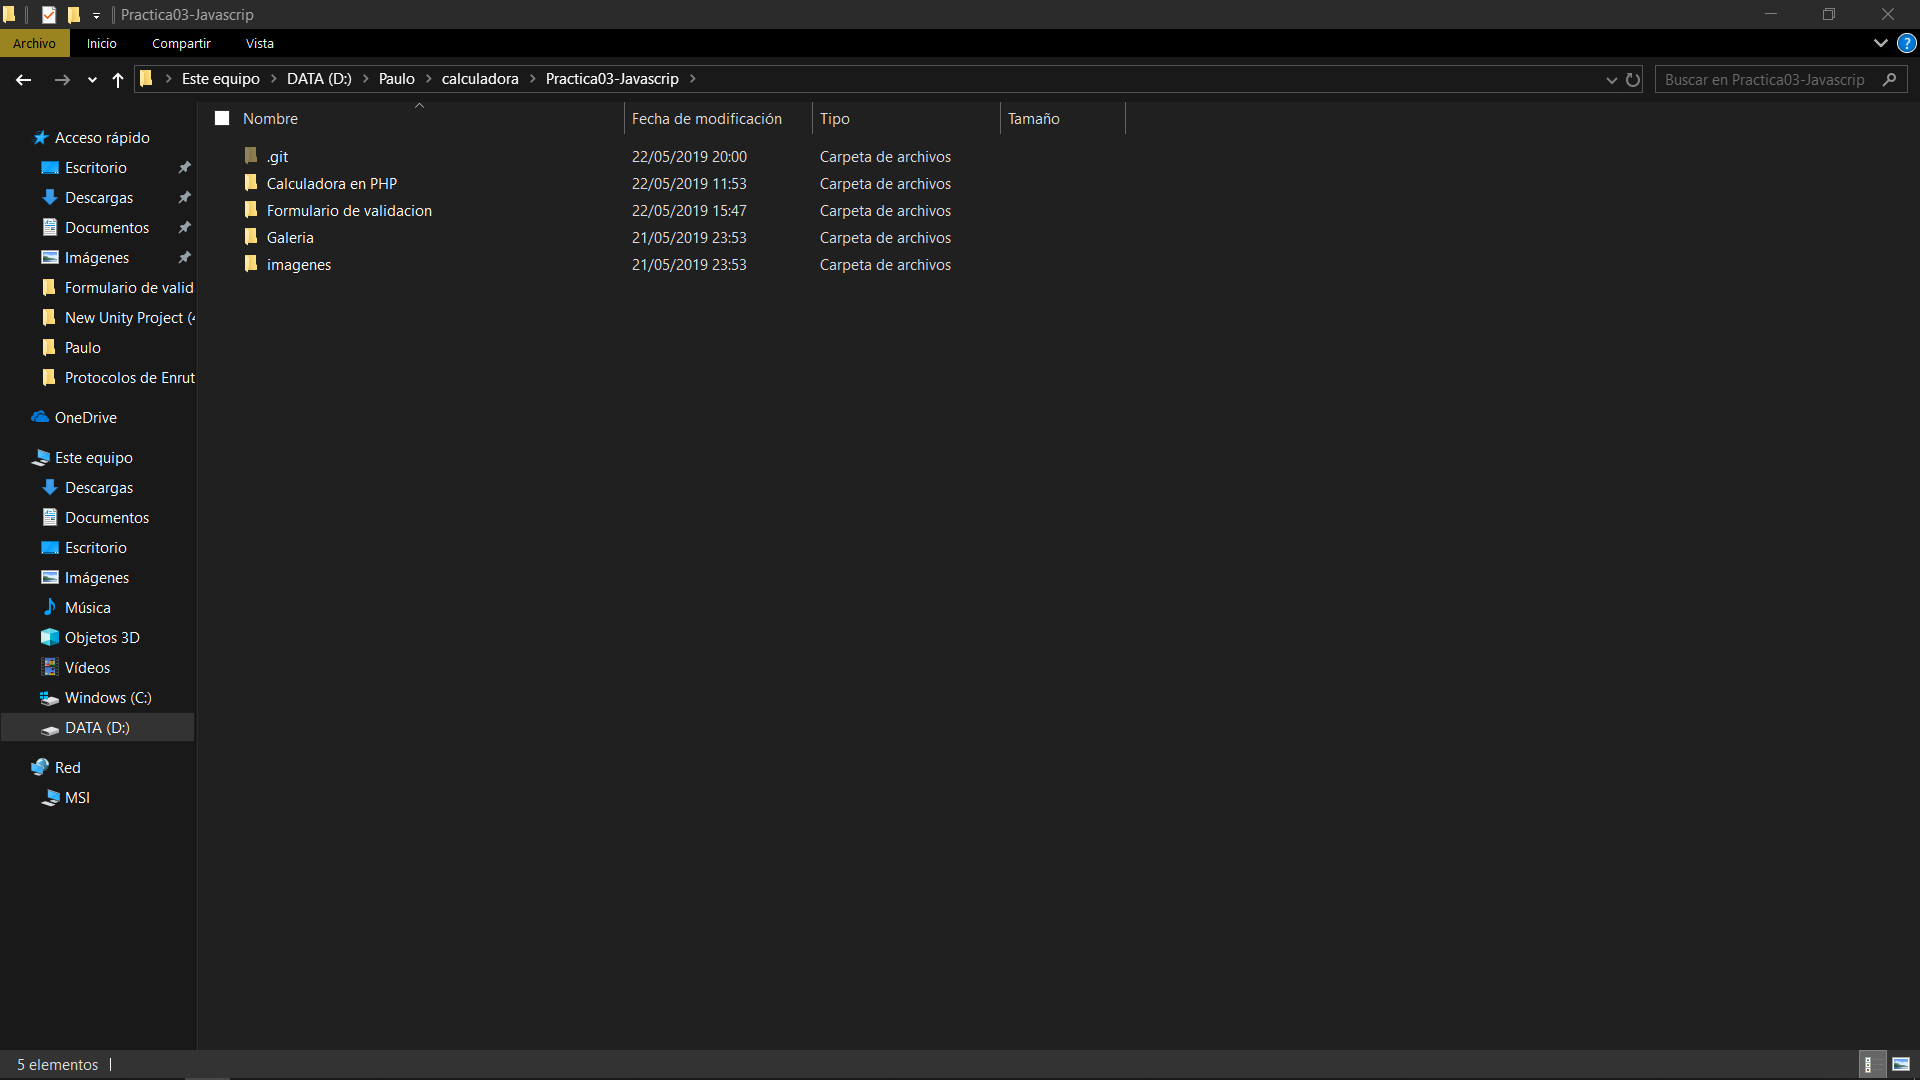 Practica03-Javascrip
Archivo Inicio Compartir Vista
Este equipo DATA (D:) Paulo calculadora Practica03-Javascrip
Buscar en Practica03-Javascrip
Acceso rápido
Escritorio
Descargas
Documentos
Imágenes
Formulario de valid
New Unity Project (4
Paulo
Protocolos de Enrut
OneDrive
Este equipo
Descargas
Documentos
Escritorio
Imágenes
Música
Objetos 3D
Vídeos
Windows (C:)
DATA (D:)
Red
MSI
Nombre Fecha de modificación Tipo Tamaño
.git 22/05/2019 20:00 Carpeta de archivos
Calculadora en PHP 22/05/2019 11:53 Carpeta de archivos
Formulario de validacion 22/05/2019 15:47 Carpeta de archivos
Galeria 21/05/2019 23:53 Carpeta de archivos
imagenes 21/05/2019 23:53 Carpeta de archivos
5 elementos